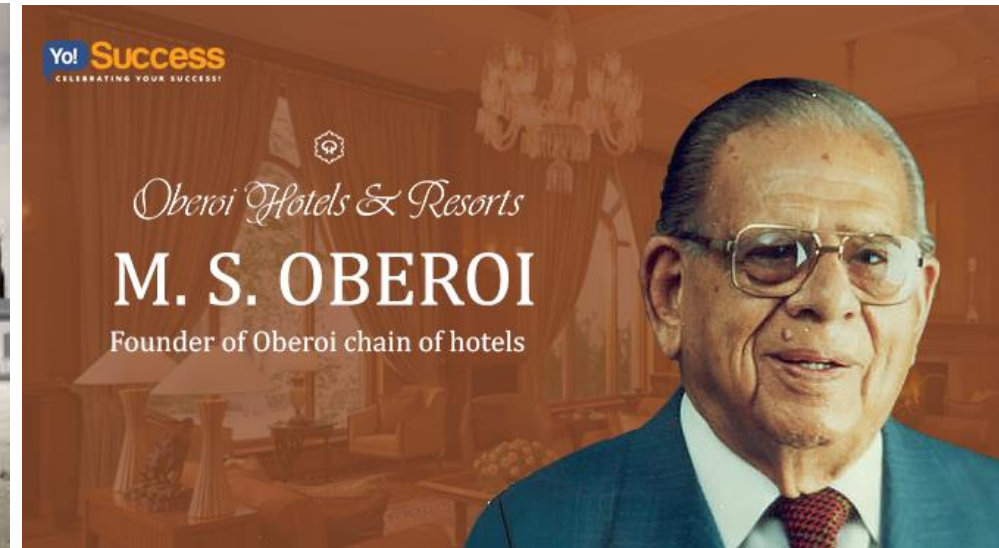 Yo! Success
CELEBRATING YOUR SUCCESS!
Oberoi Hotels & Resorts
M. S. OBEROI
Founder of Oberoi chain of hotels